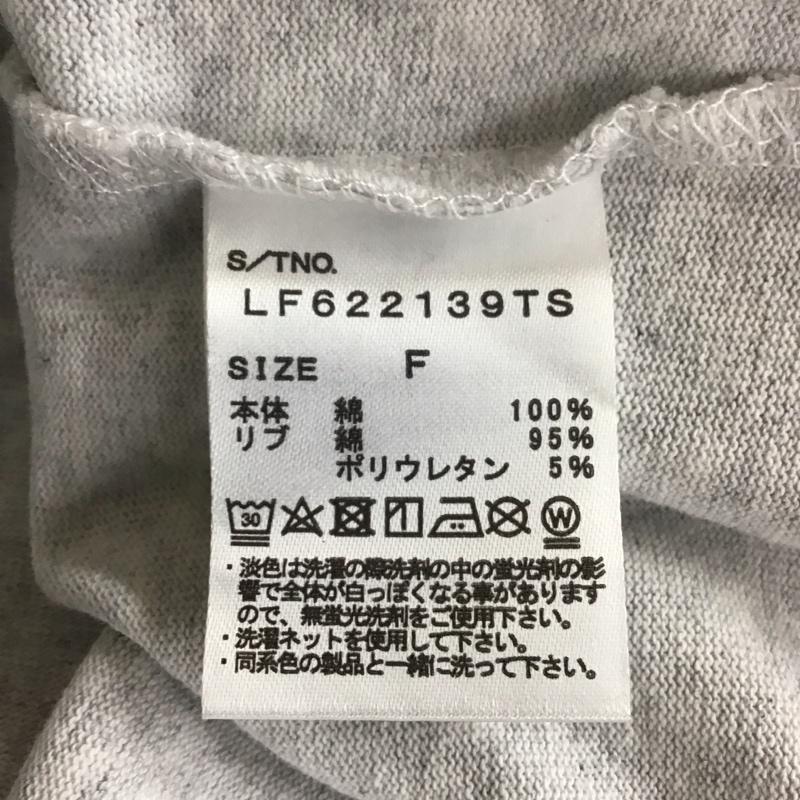 S/TNO.
LF622139TS
SIZE F
本体 綿 100%
リブ 綿 95%
ポリウレタン 5%
30 W
・淡色は洗濯の際洗剤の中の蛍光剤の影
響で全体が白っぽくなる事があります
ので、無蛍光洗剤をご使用下さい。
・洗濯ネットを使用して下さい。
・同系色の製品と一緒に洗って下さい。